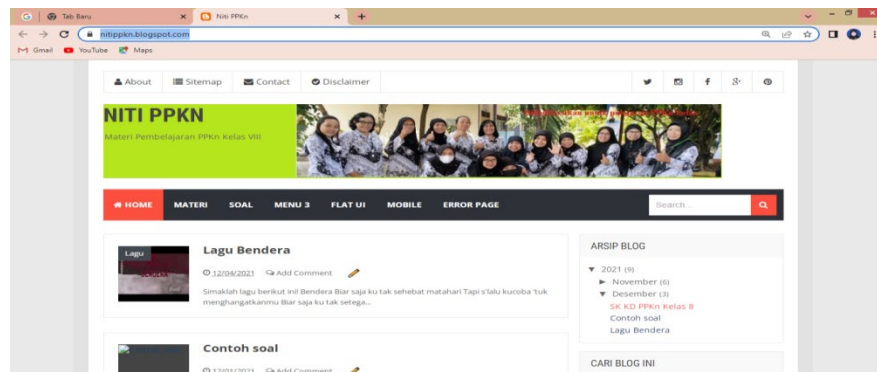 Tab Baru
Niti PPKn
nitippkn.blogspot.com
Gmail YouTube Maps
About Sitemap Contact Disclaimer
NITI PPKN
Materi Pembelajaran PPKn Kelas VIII
HOME MATERI SOAL MENU 3 FLAT UI MOBILE ERROR PAGE
Search...
Lagu
Lagu Bendera
12/04/2021 Add Comment
Simaklah lagu berikut ini! Bendera Biar saja ku tak sehebat matahari Tapi s'lalu kucoba 'tuk
menghangatkanmu Biar saja ku tak setega...
Contoh soal
12/01/2021 Add Comment
ARSIP BLOG
▼ 2021 (9)
► November (6)
▼ Desember (3)
SK KD PPKn Kelas 8
Contoh soal
Lagu Bendera
CARI BLOG INI